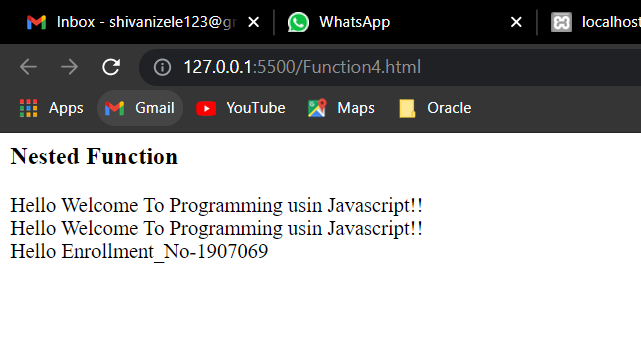 Inbox - shivanizele123@gr
WhatsApp
localhost
127.0.0.1:5500/Function4.html
Apps Gmail YouTube Maps Oracle
Nested Function
Hello Welcome To Programming usin Javascript!!
Hello Welcome To Programming usin Javascript!!
Hello Enrollment_No-1907069